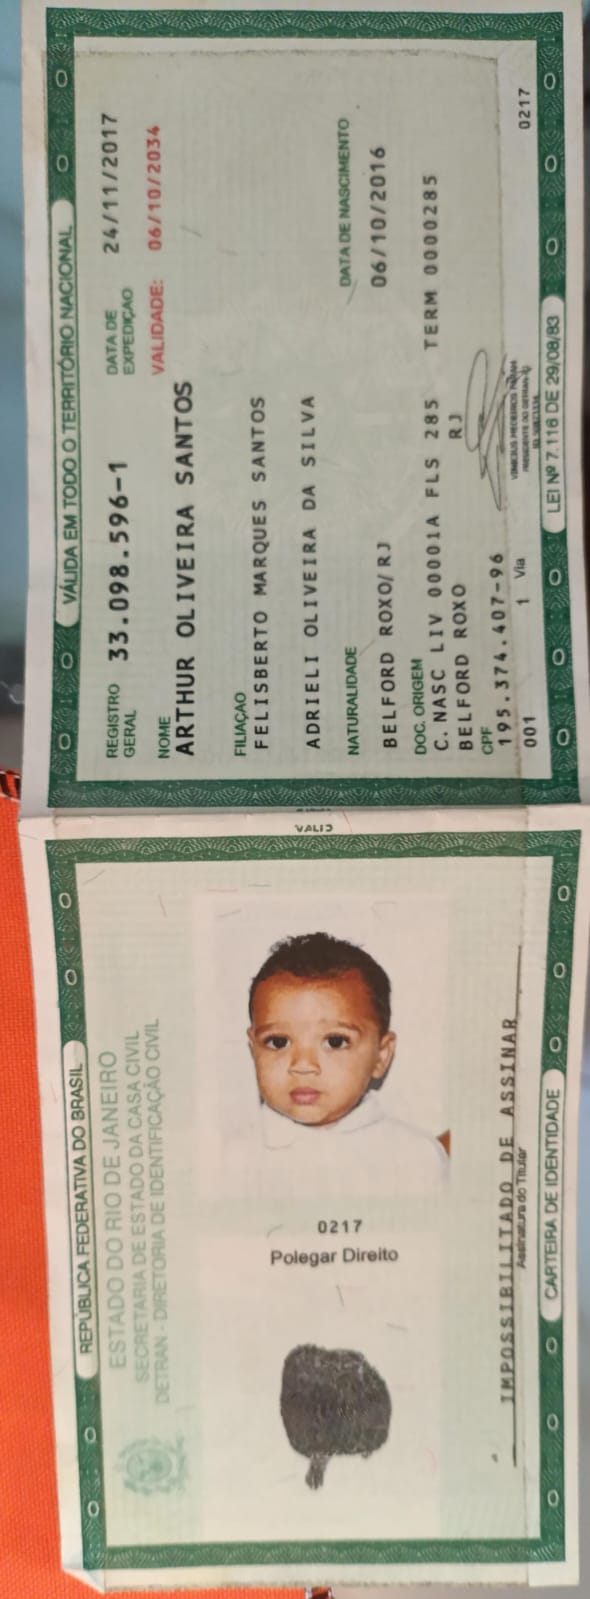 VÁLIDA EM TODO O TERRITÓRIO NACIONAL
REGISTRO GERAL 33.098.596-1 DATA DE EXPEDIÇÃO 24/11/2017
VALIDADE: 06/10/2034
NOME
ARTHUR OLIVEIRA SANTOS
FILIAÇÃO
FELISBERTO MARQUES SANTOS
ADRIELI OLIVEIRA DA SILVA
NATURALIDADE DATA DE NASCIMENTO
BELFORD ROXO/RJ 06/10/2016
DOC. ORIGEM
C. NASC LIV 00001A FLS 285 TERM 0000285
BELFORD ROXO RJ
CPF
195.374.407-96
001 1 Via 0217
PRESIDENTE DO DETRAN-RJ
LEI Nº 7.116 DE 29/08/83
VALID
REPÚBLICA FEDERATIVA DO BRASIL
ESTADO DO RIO DE JANEIRO
SECRETARIA DE ESTADO DA CASA CIVIL
DETRAN - DIRETORIA DE IDENTIFICAÇÃO CIVIL
0217
Polegar Direito
IMPOSSIBILITADO DE ASSINAR
Assinatura do Titular
CARTEIRA DE IDENTIDADE